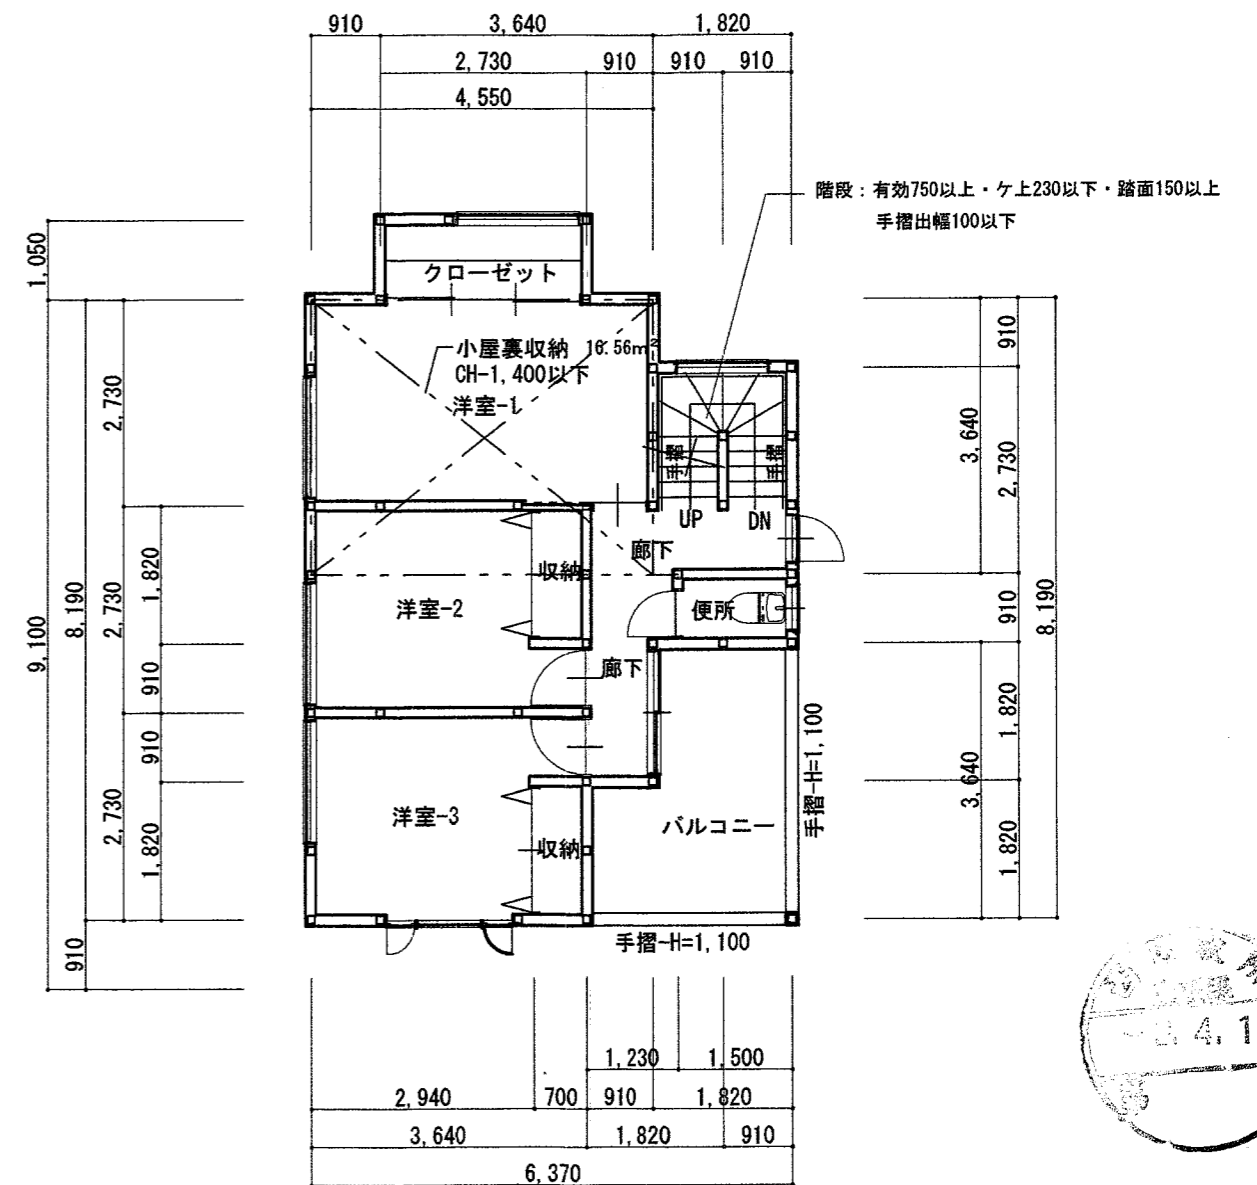 910
3,640
1,820
2,730
910
910
910
4,550
階段：有効750以上・ケ上230以下・踏面150以上
手摺出幅100以下
1,050
クローゼット
小屋裏収納 16.56m²
CH-1,400以下
洋室-1
手摺
手摺
UP
DN
廊下
収納
洋室-2
便所
廊下
洋室-3
収納
バルコニー
手摺-H=1,100
手摺-H=1,100
9,100
8,190
910
2,730
2,730
2,730
1,820
910
910
1,820
910
3,640
2,730
910
8,190
1,820
3,640
1,820
1,230
1,500
2,940
700
910
1,820
3,640
1,820
910
6,370
4.1